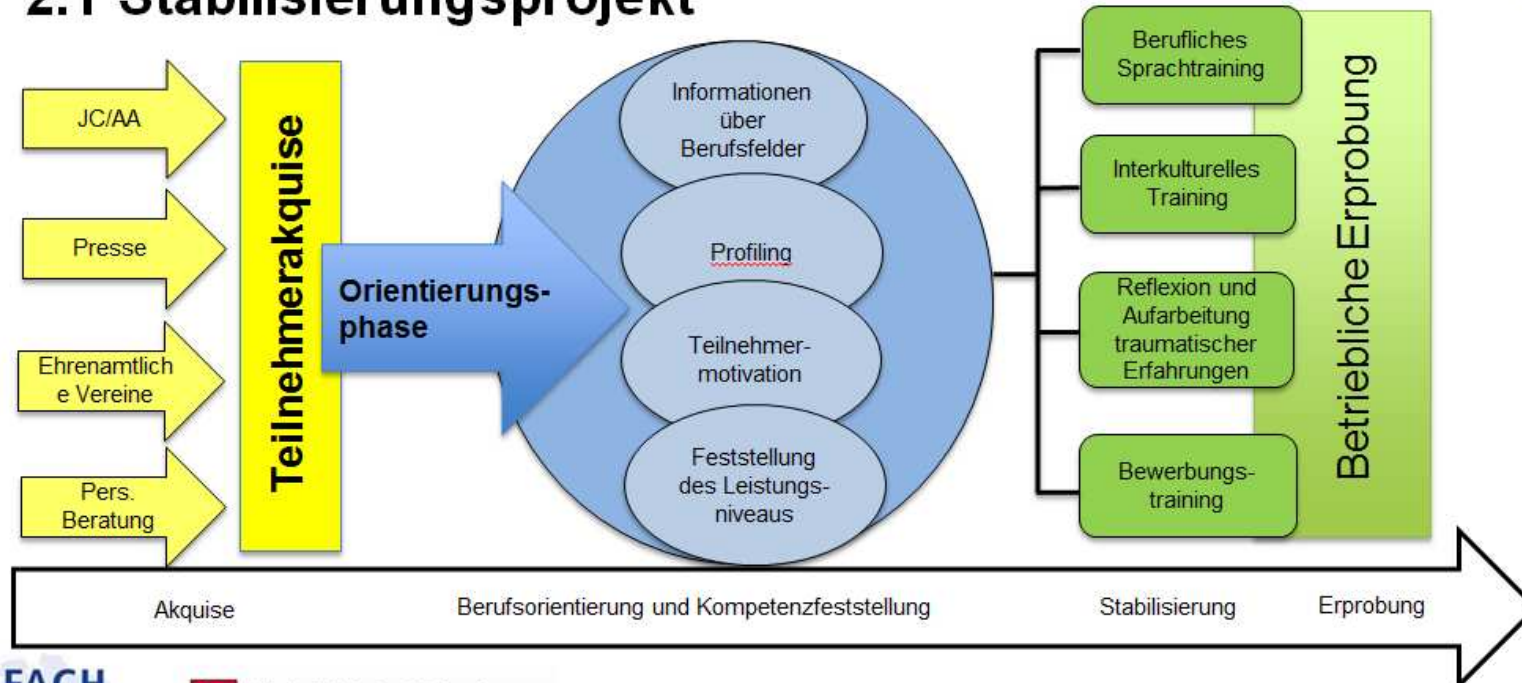 2.1 Stabilisierungsprojekt
JC/AA
Presse
Ehrenamtlich
e Vereine
Pers.
Beratung
Teilnehmerakquise
Orientierungs-
phase
Informationen
über
Berufsfelder
Profiling
Teilnehmer-
motivation
Feststellung
des Leistungs-
niveaus
Berufliches
Sprachtraining
Interkulturelles
Training
Reflexion und
Aufarbeitung
traumatischer
Erfahrungen
Bewerbungs-
training
Betriebliche Erprobung
Akquise
Berufsorientierung und Kompetenzfeststellung
Stabilisierung
Erprobung
FACH